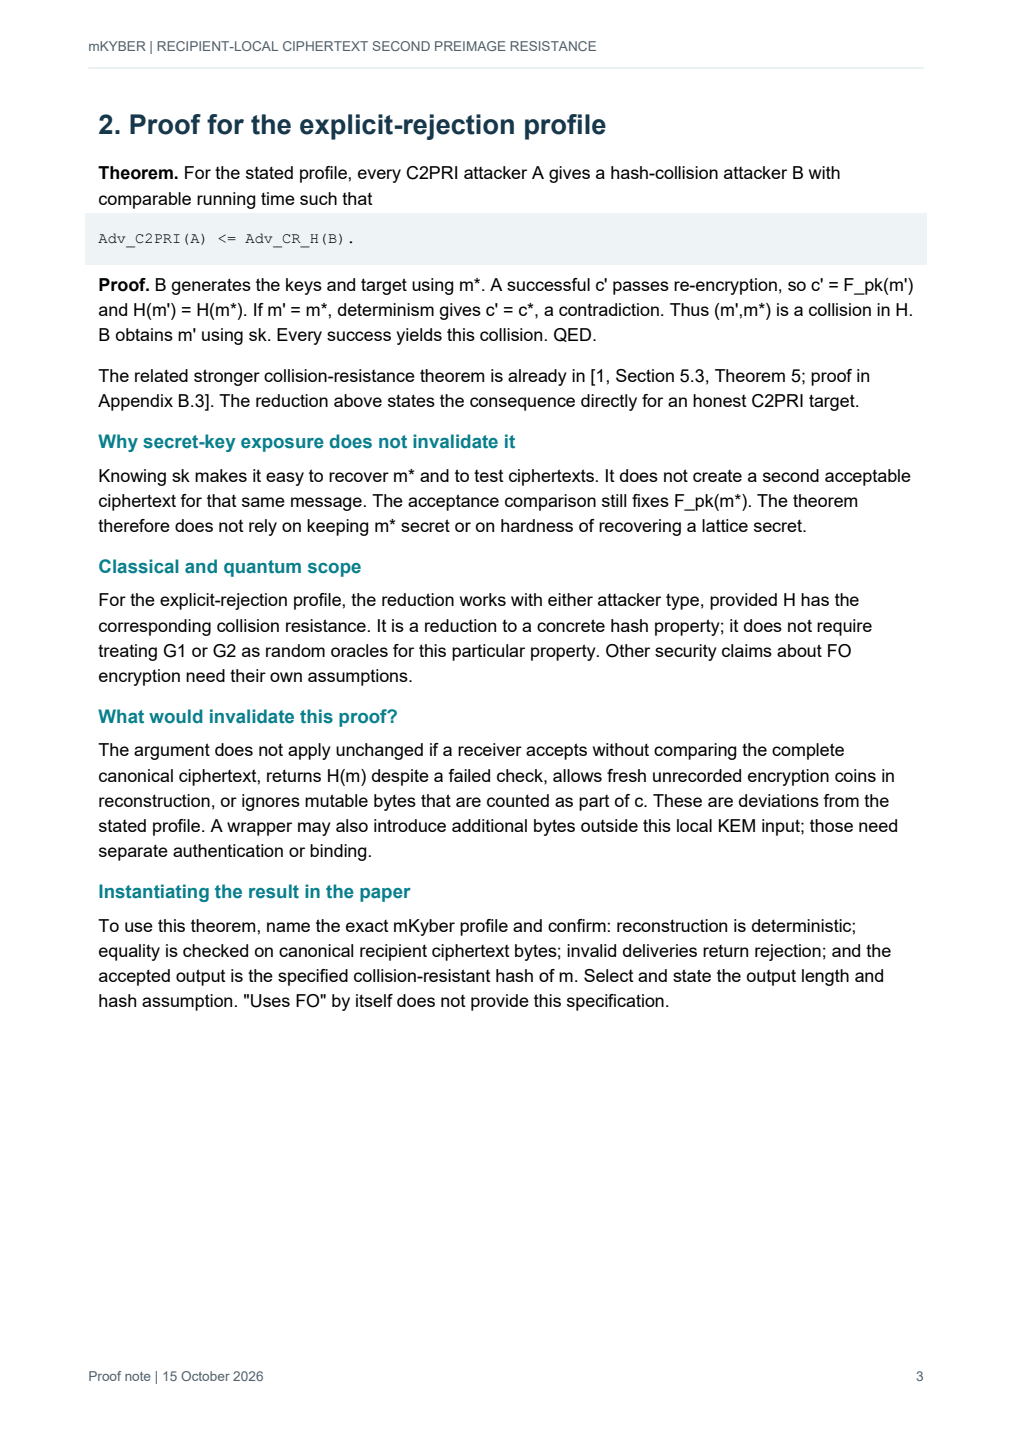 mKYBER | RECIPIENT-LOCAL CIPHERTEXT SECOND PREIMAGE RESISTANCE
2. Proof for the explicit-rejection profile
Theorem. For the stated profile, every C2PRI attacker A gives a hash-collision attacker B with
comparable running time such that
Adv_C2PRI(A) <= Adv_CR_H(B).
Proof. B generates the keys and target using m*. A successful c' passes re-encryption, so c' = F_pk(m')
and H(m') = H(m*). If m' = m*, determinism gives c' = c*, a contradiction. Thus (m',m*) is a collision in H.
B obtains m' using sk. Every success yields this collision. QED.
The related stronger collision-resistance theorem is already in [1, Section 5.3, Theorem 5; proof in
Appendix B.3]. The reduction above states the consequence directly for an honest C2PRI target.
Why secret-key exposure does not invalidate it
Knowing sk makes it easy to recover m* and to test ciphertexts. It does not create a second acceptable
ciphertext for that same message. The acceptance comparison still fixes F_pk(m*). The theorem
therefore does not rely on keeping m* secret or on hardness of recovering a lattice secret.
Classical and quantum scope
For the explicit-rejection profile, the reduction works with either attacker type, provided H has the
corresponding collision resistance. It is a reduction to a concrete hash property; it does not require
treating G1 or G2 as random oracles for this particular property. Other security claims about FO
encryption need their own assumptions.
What would invalidate this proof?
The argument does not apply unchanged if a receiver accepts without comparing the complete
canonical ciphertext, returns H(m) despite a failed check, allows fresh unrecorded encryption coins in
reconstruction, or ignores mutable bytes that are counted as part of c. These are deviations from the
stated profile. A wrapper may also introduce additional bytes outside this local KEM input; those need
separate authentication or binding.
Instantiating the result in the paper
To use this theorem, name the exact mKyber profile and confirm: reconstruction is deterministic;
equality is checked on canonical recipient ciphertext bytes; invalid deliveries return rejection; and the
accepted output is the specified collision-resistant hash of m. Select and state the output length and
hash assumption. "Uses FO" by itself does not provide this specification.
Proof note | 15 October 2026
3